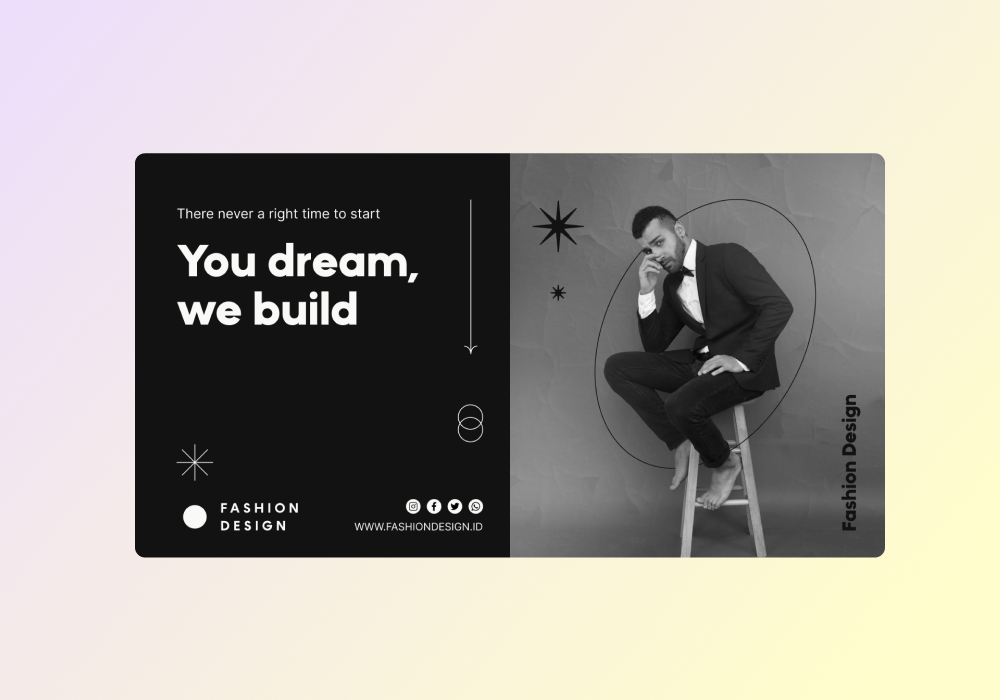 There never a right time to start
You dream,
we build
FASHION
DESIGN
WWW.FASHIONDESIGN.ID
Fashion Design